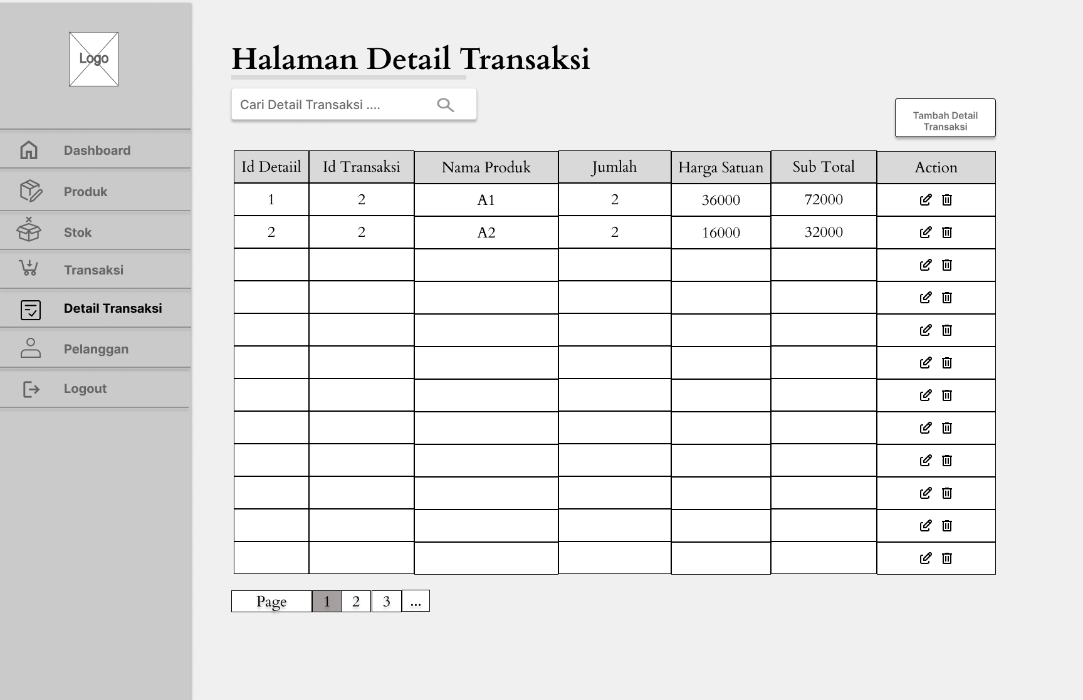 Logo
Dashboard
Produk
Stok
Transaksi
Detail Transaksi
Pelanggan
Logout
Halaman Detail Transaksi
Cari Detail Transaksi ....
Tambah Detail
Transaksi
Id Detaiil Id Transaksi Nama Produk Jumlah Harga Satuan Sub Total Action
1 2 A1 2 36000 72000
2 2 A2 2 16000 32000
Page 1 2 3 ...